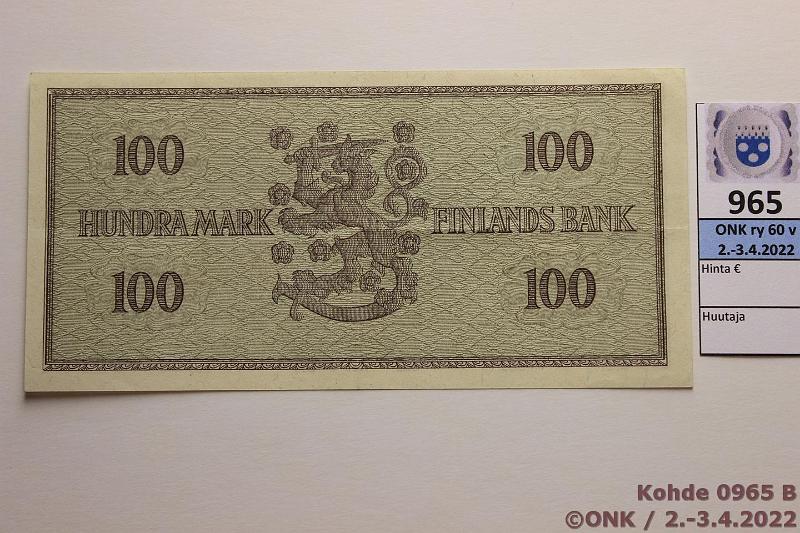 100 100
HUNDRA MARK FINLANDS BANK
100 100
965
ONK ry 60 v
2.-3.4.2022
Hinta €
Huutaja
Kohde 0965 B
©ONK / 2.-3.4.2022